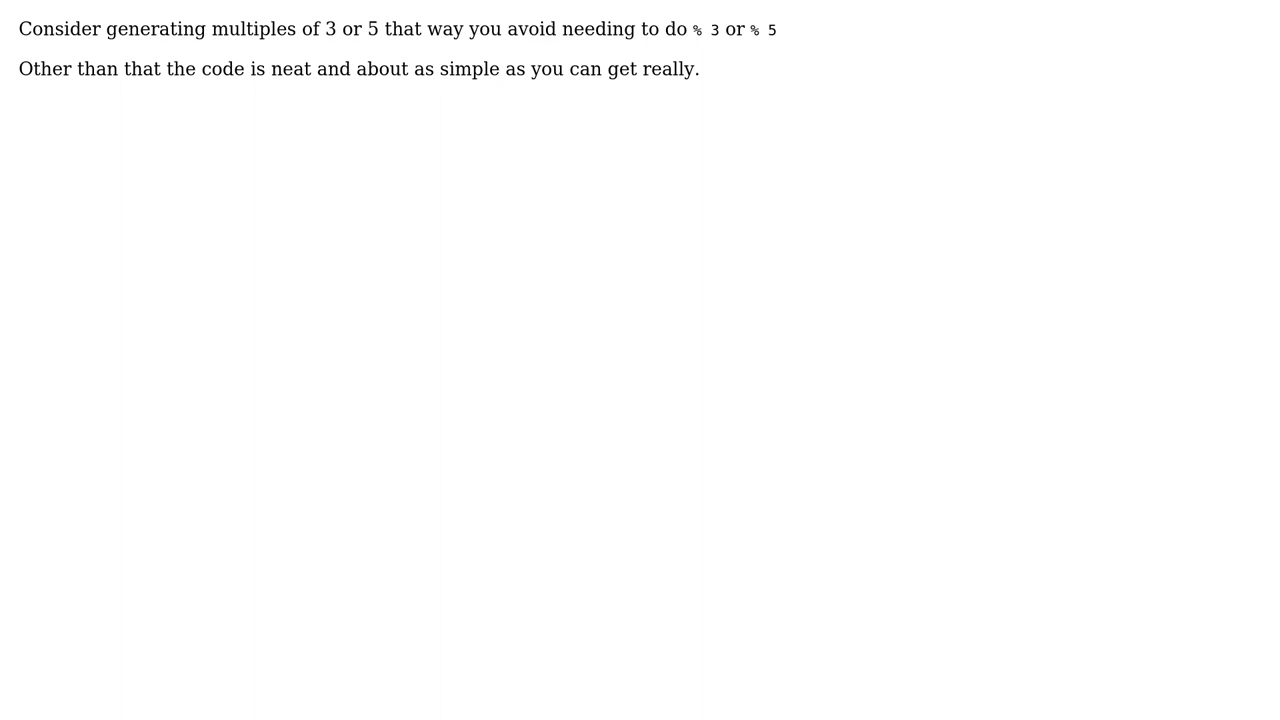 Consider generating multiples of 3 or 5 that way you avoid needing to do % 3 or % 5
Other than that the code is neat and about as simple as you can get really.